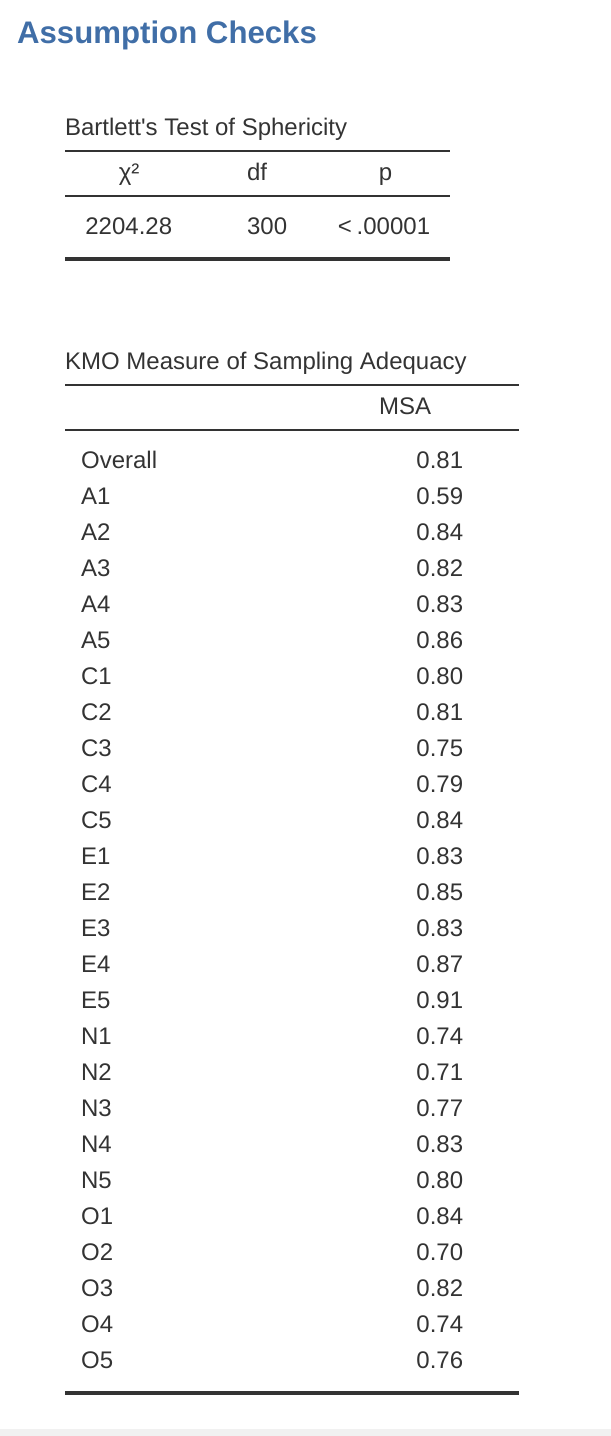 Assumption Checks
Bartlett's Test of Sphericity
χ² df p
2204.28 300 < .00001
KMO Measure of Sampling Adequacy
MSA
Overall 0.81
A1 0.59
A2 0.84
A3 0.82
A4 0.83
A5 0.86
C1 0.80
C2 0.81
C3 0.75
C4 0.79
C5 0.84
E1 0.83
E2 0.85
E3 0.83
E4 0.87
E5 0.91
N1 0.74
N2 0.71
N3 0.77
N4 0.83
N5 0.80
O1 0.84
O2 0.70
O3 0.82
O4 0.74
O5 0.76